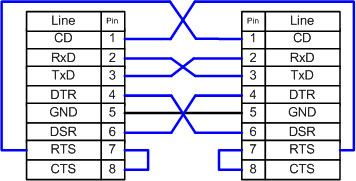 Line Pin Pin Line
CD 1 1 CD
RxD 2 2 RxD
TxD 3 3 TxD
DTR 4 4 DTR
GND 5 5 GND
DSR 6 6 DSR
RTS 7 7 RTS
CTS 8 8 CTS